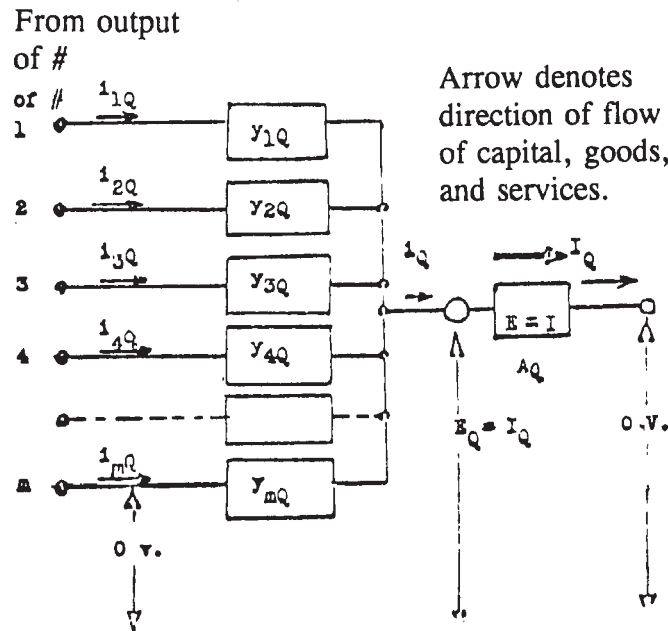 From output
of #
of #
Arrow denotes
direction of flow
of capital, goods,
and services.
1 i1Q y1Q
2 i2Q y2Q
3 i3Q y3Q
4 i4Q y4Q
m imQ ymQ
iQ
IQ
E = I
AQ
EQ = IQ
0 v.
0 v.